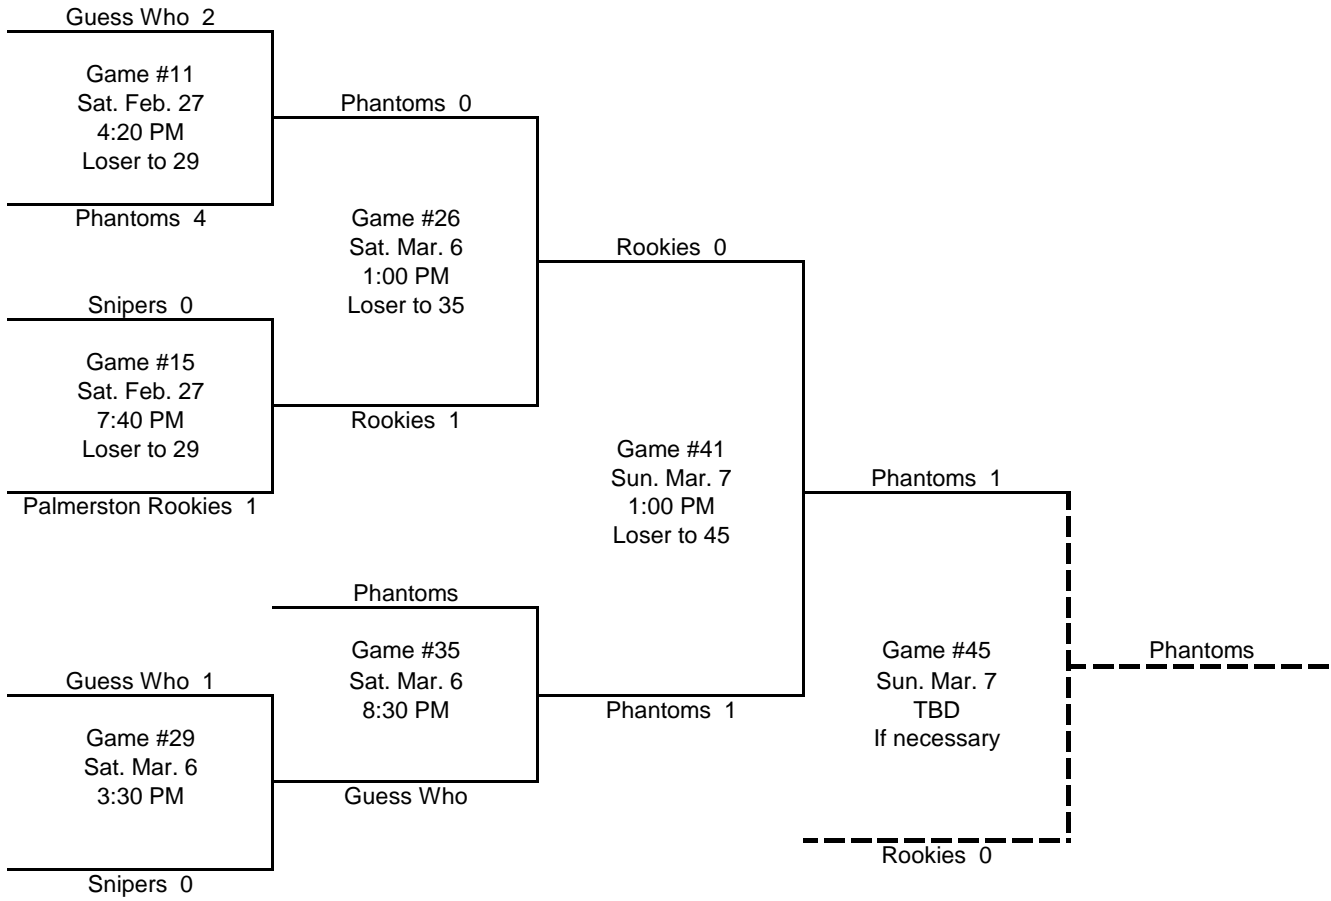 Guess Who 2
Game #11
Sat. Feb. 27
4:20 PM
Loser to 29
Phantoms 4
Snipers 0
Game #15
Sat. Feb. 27
7:40 PM
Loser to 29
Palmerston Rookies 1
Guess Who 1
Game #29
Sat. Mar. 6
3:30 PM
Snipers 0
Phantoms 0
Game #26
Sat. Mar. 6
1:00 PM
Loser to 35
Rookies 1
Phantoms
Game #35
Sat. Mar. 6
8:30 PM
Guess Who
Rookies 0
Game #41
Sun. Mar. 7
1:00 PM
Loser to 45
Phantoms 1
Phantoms 1
Game #45
Sun. Mar. 7
TBD
If necessary
Rookies 0
Phantoms